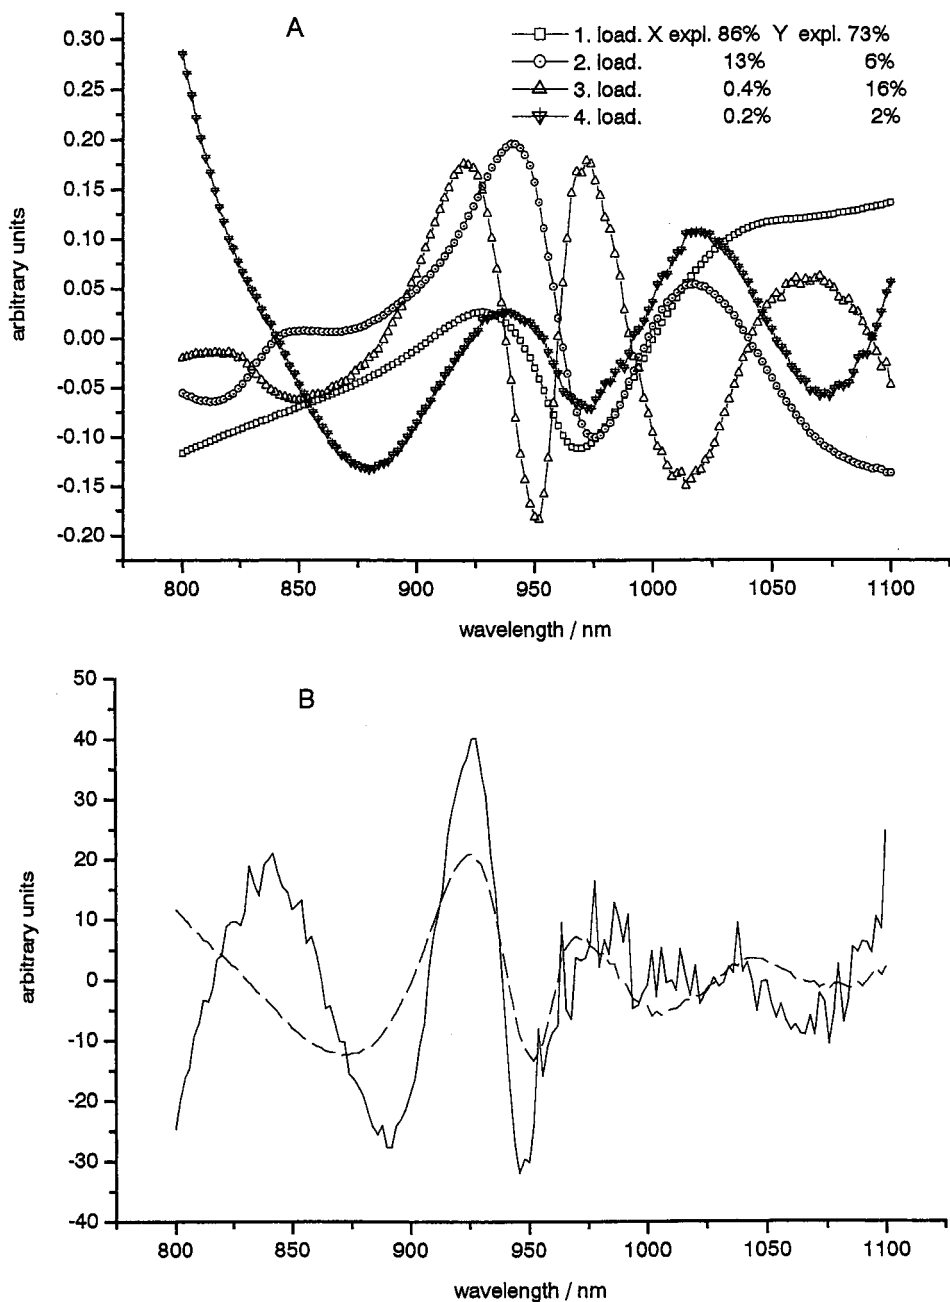 A
1. load. X expl. 86% Y expl. 73%
2. load. 13% 6%
3. load. 0.4% 16%
4. load. 0.2% 2%
0.30
0.25
0.20
0.15
0.10
0.05
0.00
-0.05
-0.10
-0.15
-0.20
arbitrary units
800 850 900 950 1000 1050 1100
wavelength / nm
B
50
40
30
20
10
0
-10
-20
-30
-40
arbitrary units
800 850 900 950 1000 1050 1100
wavelength / nm